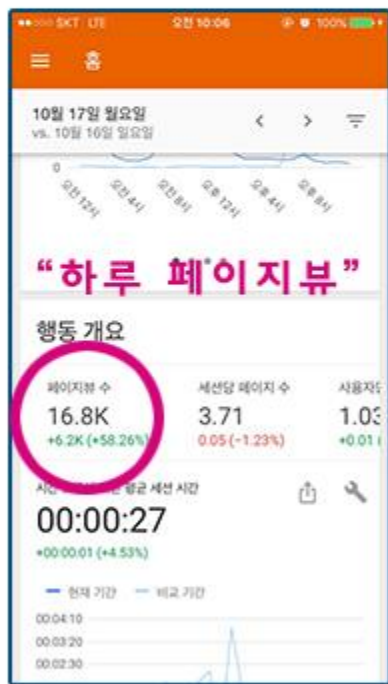 SKT LTE 오전 10:06 100%
홈
10월 17일 월요일
vs. 10월 16일 일요일
0
오전 12시 오전 4시 오전 8시 오후 12시 오후 4시 오후 8시
“하루 페이지뷰”
행동 개요
페이지뷰 수 세션당 페이지 수 사용자당
16.8K 3.71 1.03
+6.2K (+58.26%) 0.05 (-1.23%) +0.01
평균 세션 시간
00:00:27
+00:00:01 (+4.53%)
현재 기간 비교 기간
00:04:10
00:03:20
00:02:30